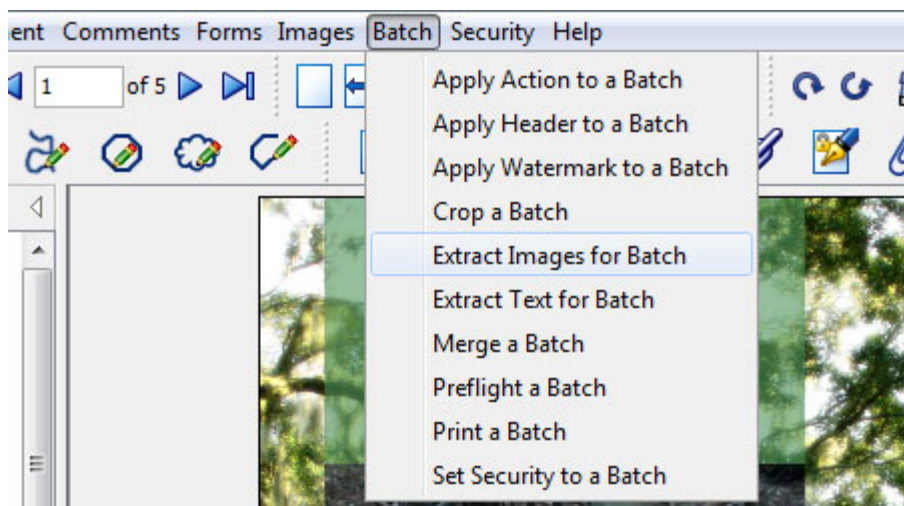 ent Comments Forms Images Batch Security Help
1 of 5
Apply Action to a Batch
Apply Header to a Batch
Apply Watermark to a Batch
Crop a Batch
Extract Images for Batch
Extract Text for Batch
Merge a Batch
Preflight a Batch
Print a Batch
Set Security to a Batch